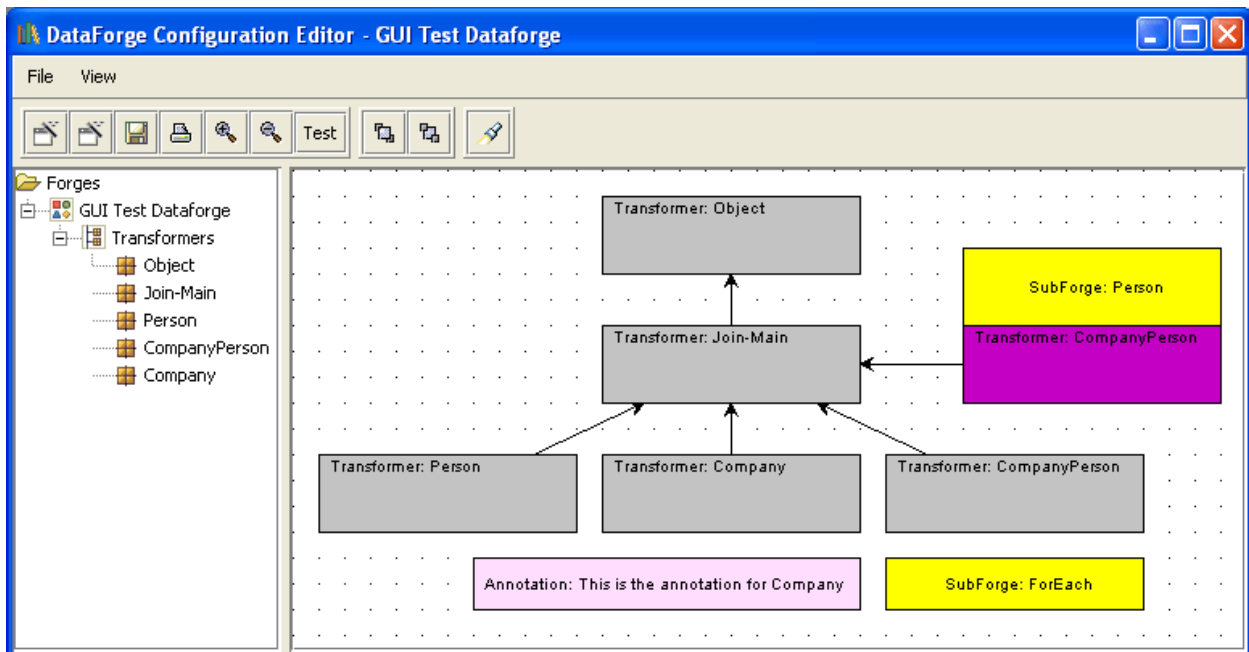 DataForge Configuration Editor - GUI Test Dataforge
File View
Test
Forges
GUI Test Dataforge
Transformers
Object
Join-Main
Person
CompanyPerson
Company
Transformer: Object
SubForge: Person
Transformer: Join-Main
Transformer: CompanyPerson
Transformer: Person
Transformer: Company
Transformer: CompanyPerson
Annotation: This is the annotation for Company
SubForge: ForEach